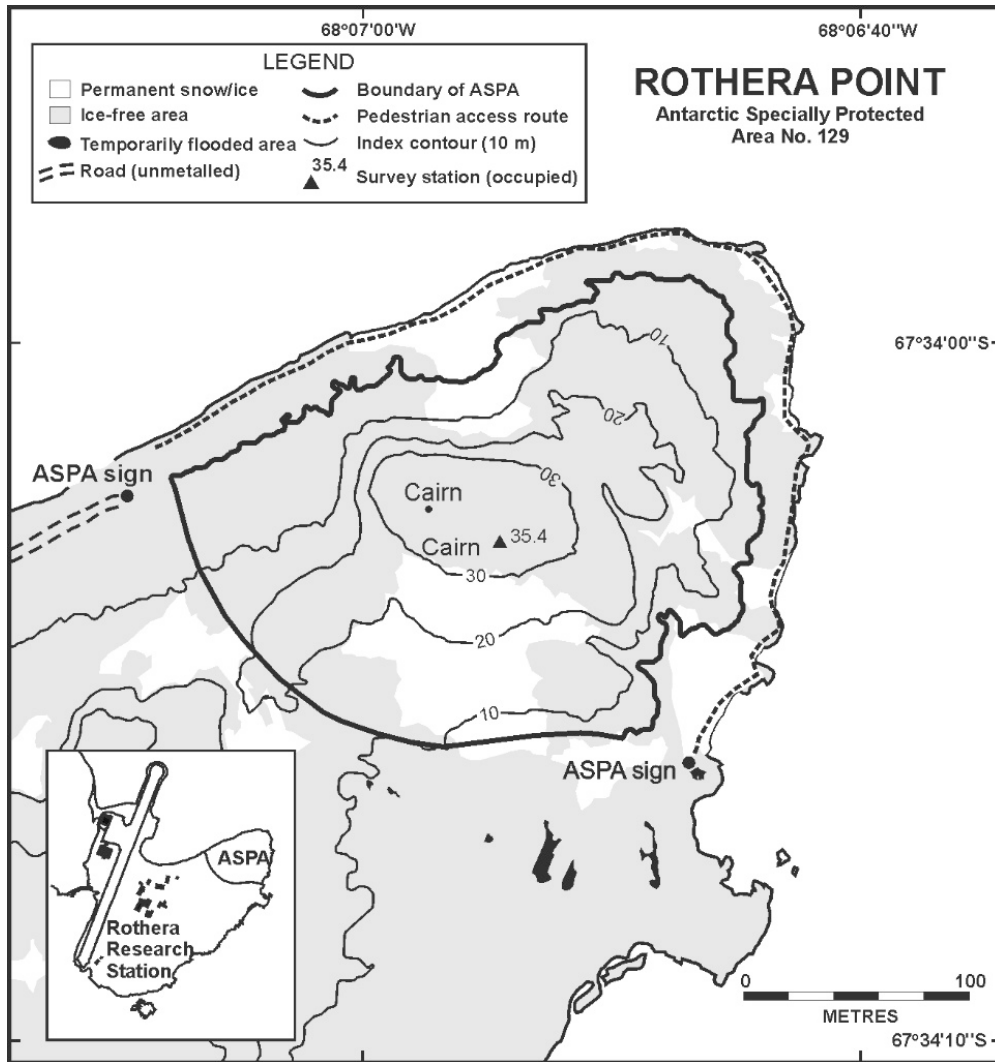 68°07'00"W
68°06'40"W
LEGEND
Permanent snow/ice
Ice-free area
Temporarily flooded area
Road (unmetalled)
Boundary of ASPA
Pedestrian access route
Index contour (10 m)
35.4
Survey station (occupied)
ROTHERA POINT
Antarctic Specially Protected
Area No. 129
67°34'00"S
10
20
30
ASPA sign
Cairn
Cairn
35.4
30
20
10
ASPA sign
ASPA
Rothera
Research
Station
0
100
METRES
67°34'10"S